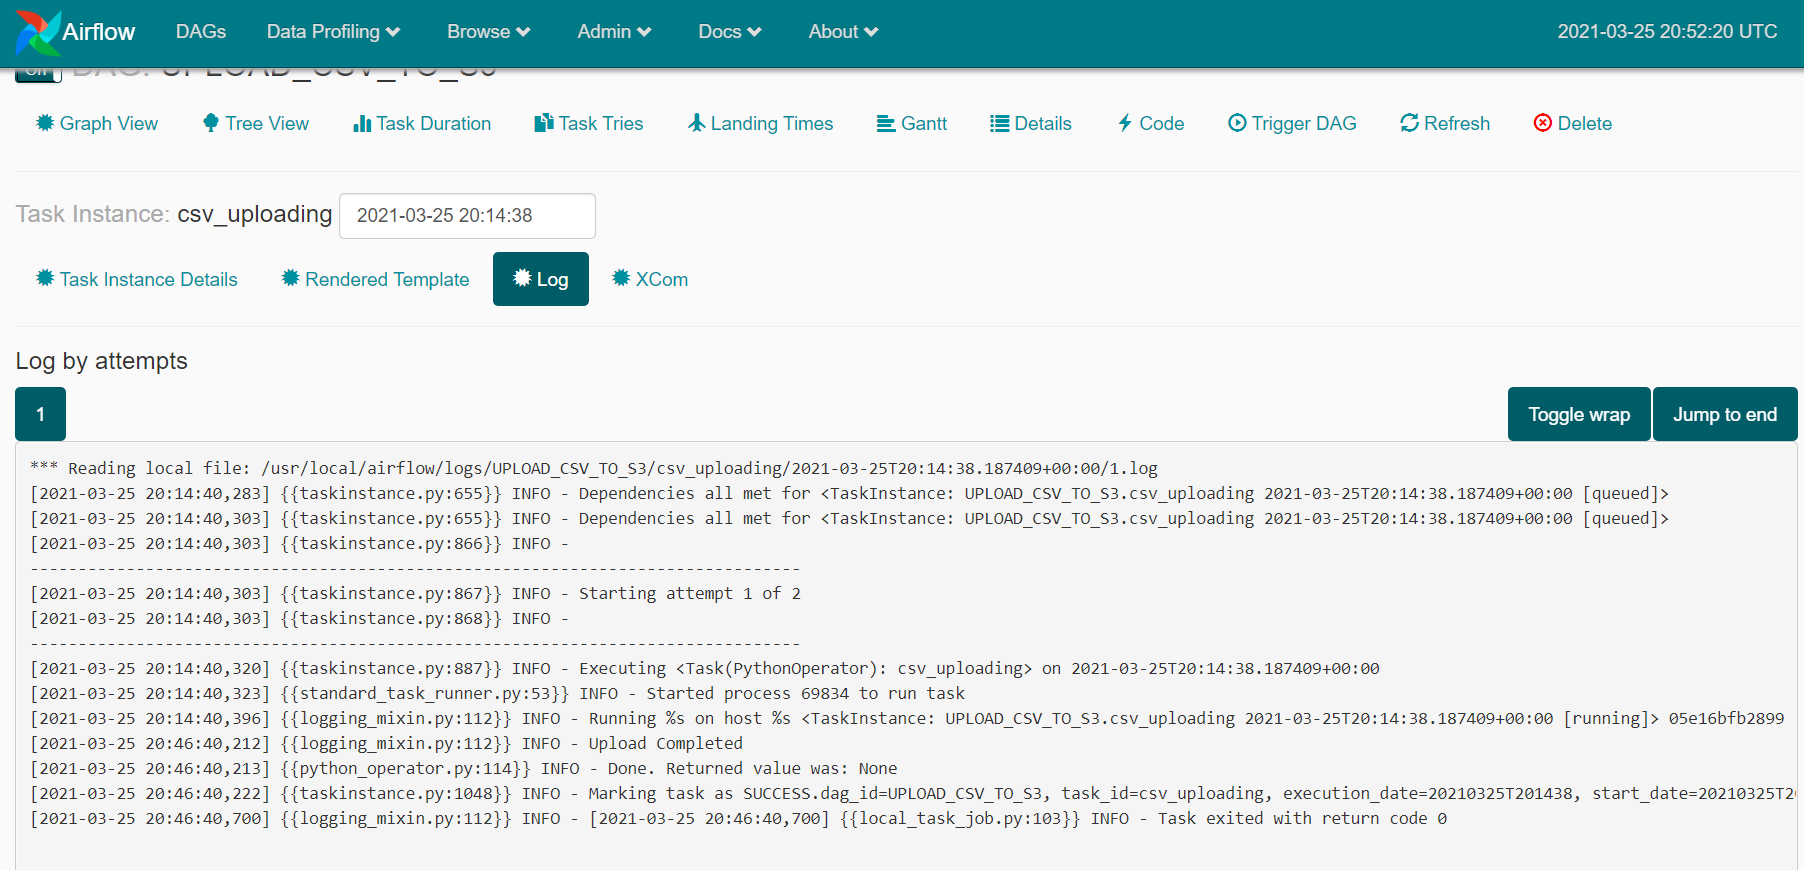 Airflow DAGs Data Profiling Browse Admin Docs About 2021-03-25 20:52:20 UTC
DAG: UPLOAD_CSV_TO_S3
Graph View Tree View Task Duration Task Tries Landing Times Gantt Details Code Trigger DAG Refresh Delete
Task Instance: csv_uploading 2021-03-25 20:14:38
Task Instance Details Rendered Template Log XCom
Log by attempts
1 Toggle wrap Jump to end
*** Reading local file: /usr/local/airflow/logs/UPLOAD_CSV_TO_S3/csv_uploading/2021-03-25T20:14:38.187409+00:00/1.log
[2021-03-25 20:14:40,283] {{taskinstance.py:655}} INFO - Dependencies all met for <TaskInstance: UPLOAD_CSV_TO_S3.csv_uploading 2021-03-25T20:14:38.187409+00:00 [queued]>
[2021-03-25 20:14:40,303] {{taskinstance.py:655}} INFO - Dependencies all met for <TaskInstance: UPLOAD_CSV_TO_S3.csv_uploading 2021-03-25T20:14:38.187409+00:00 [queued]>
[2021-03-25 20:14:40,303] {{taskinstance.py:866}} INFO -
--------------------------------------------------------------------------------
[2021-03-25 20:14:40,303] {{taskinstance.py:867}} INFO - Starting attempt 1 of 2
[2021-03-25 20:14:40,303] {{taskinstance.py:868}} INFO -
--------------------------------------------------------------------------------
[2021-03-25 20:14:40,320] {{taskinstance.py:887}} INFO - Executing <Task(PythonOperator): csv_uploading> on 2021-03-25T20:14:38.187409+00:00
[2021-03-25 20:14:40,323] {{standard_task_runner.py:53}} INFO - Started process 69834 to run task
[2021-03-25 20:14:40,396] {{logging_mixin.py:112}} INFO - Running %s on host %s <TaskInstance: UPLOAD_CSV_TO_S3.csv_uploading 2021-03-25T20:14:38.187409+00:00 [running]> 05e16bfb2899
[2021-03-25 20:46:40,212] {{logging_mixin.py:112}} INFO - Upload Completed
[2021-03-25 20:46:40,213] {{python_operator.py:114}} INFO - Done. Returned value was: None
[2021-03-25 20:46:40,222] {{taskinstance.py:1048}} INFO - Marking task as SUCCESS.dag_id=UPLOAD_CSV_TO_S3, task_id=csv_uploading, execution_date=20210325T201438, start_date=20210325T20
[2021-03-25 20:46:40,700] {{logging_mixin.py:112}} INFO - [2021-03-25 20:46:40,700] {{local_task_job.py:103}} INFO - Task exited with return code 0